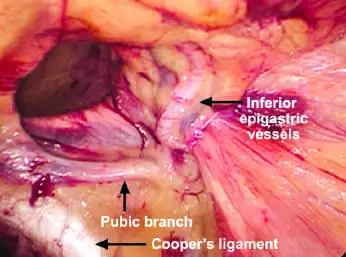 Inferior
epigastric
vessels
Pubic branch
Cooper's ligament